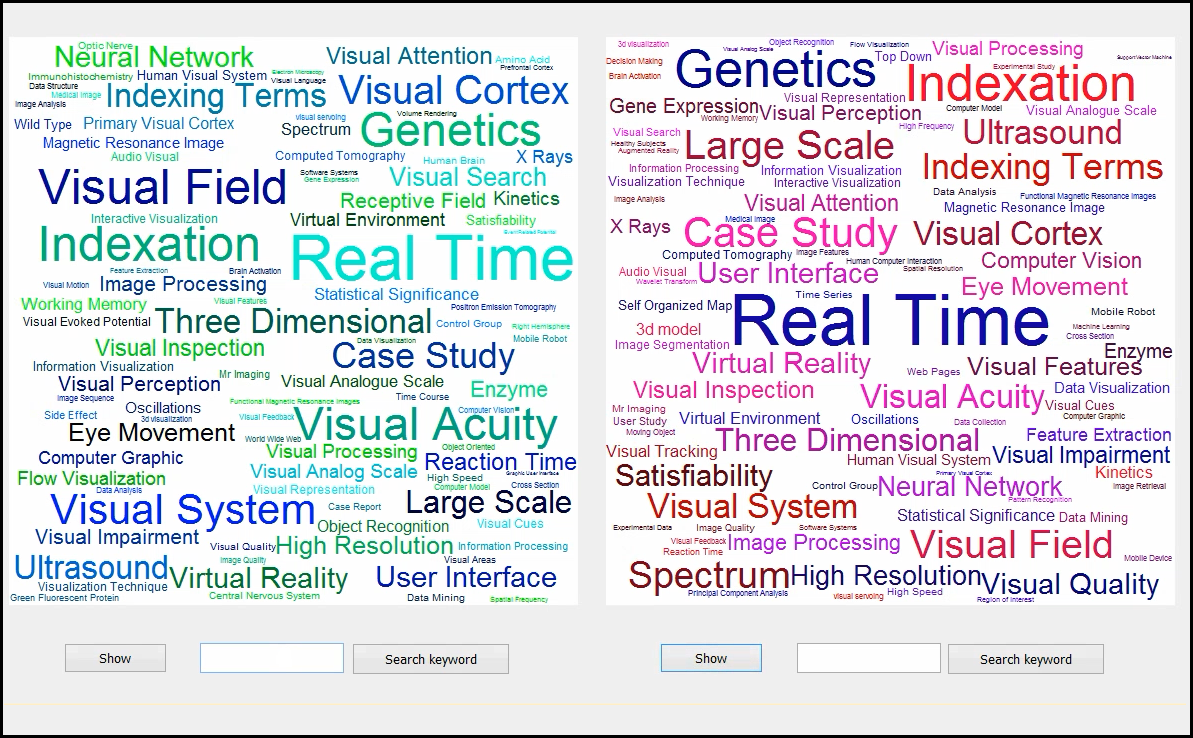 Optic Nerve
Neural Network
Visual Attention
Amino Acid
Prefrontal Cortex
Immunohistochemistry
Human Visual System
Electron Microscopy
Visual Language
Data Structure
Medical Image
Image Analysis
Indexing Terms
Visual Cortex
Wild Type
Primary Visual Cortex
visual servoing
Volume Rendering
Spectrum
Genetics
Magnetic Resonance Image
Audio Visual
Computed Tomography
Human Brain
X Rays
Software Systems
Gene Expression
Visual Search
Visual Field
Receptive Field
Kinetics
Interactive Visualization
Virtual Environment
Satisfiability
Event Related Potential
Indexation
Real Time
Feature Extraction
Brain Activation
Visual Motion
Image Processing
Statistical Significance
Working Memory
Visual Features
Positron Emission Tomography
Visual Evoked Potential
Three Dimensional
Control Group
Right Hemisphere
Data Visualization
Mobile Robot
Visual Inspection
Case Study
Information Visualization
Mr Imaging
Visual Perception
Visual Analogue Scale
Enzyme
Image Sequence
Functional Magnetic Resonance Images
Time Course
Side Effect
Oscillations
3d visualization
Visual Feedback
Computer Vision
Visual Acuity
Eye Movement
World Wide Web
Object Oriented
Visual Processing
Computer Graphic
Visual Analog Scale
Reaction Time
Graphic User Interface
Flow Visualization
High Speed
Cross Section
Data Analysis
Visual Representation
Computer Model
Visual System
Case Report
Large Scale
Object Recognition
Visual Cues
Visual Impairment
Visual Quality
High Resolution
Information Processing
Image Quality
Visual Areas
Ultrasound
Virtual Reality
User Interface
Visualization Technique
Green Fluorescent Protein
Central Nervous System
Data Mining
Spatial Frequency
Show
Search keyword
3d visualization
Visual Analog Scale
Object Recognition
Flow Visualization
Visual Processing
Decision Making
Genetics
Top Down
Support Vector Machine
Experimental Study
Brain Activation
Indexation
Visual Representation
Gene Expression
Working Memory
Visual Perception
Computer Model
Visual Analogue Scale
High Frequency
Visual Search
Healthy Subjects
Augmented Reality
Large Scale
Ultrasound
Information Processing
Information Visualization
Indexing Terms
Visualization Technique
Interactive Visualization
Image Analysis
Visual Attention
Data Analysis
Functional Magnetic Resonance Images
Magnetic Resonance Image
Medical Image
X Rays
Case Study
Visual Cortex
Computed Tomography
Image Features
Human Computer Interaction
Computer Vision
Audio Visual
Wavelet Transform
User Interface
Spatial Resolution
Eye Movement
Self Organized Map
Time Series
Real Time
Mobile Robot
3d model
Machine Learning
Cross Section
Image Segmentation
Enzyme
Virtual Reality
Web Pages
Visual Features
Visual Inspection
Visual Acuity
Data Visualization
Mr Imaging
Visual Cues
User Study
Virtual Environment
Oscillations
Data Collection
Computer Graphic
Moving Object
Three Dimensional
Feature Extraction
Visual Tracking
Human Visual System
Visual Impairment
Satisfiability
Primary Visual Cortex
Kinetics
Control Group
Neural Network
Image Retrieval
Pattern Recognition
Visual System
Statistical Significance
Data Mining
Experimental Data
Image Quality
Software Systems
Visual Feedback
Reaction Time
Image Processing
Visual Field
Mobile Device
Spectrum
High Resolution
Visual Quality
Principal Component Analysis
visual servoing
High Speed
Region of Interest
Show
Search keyword